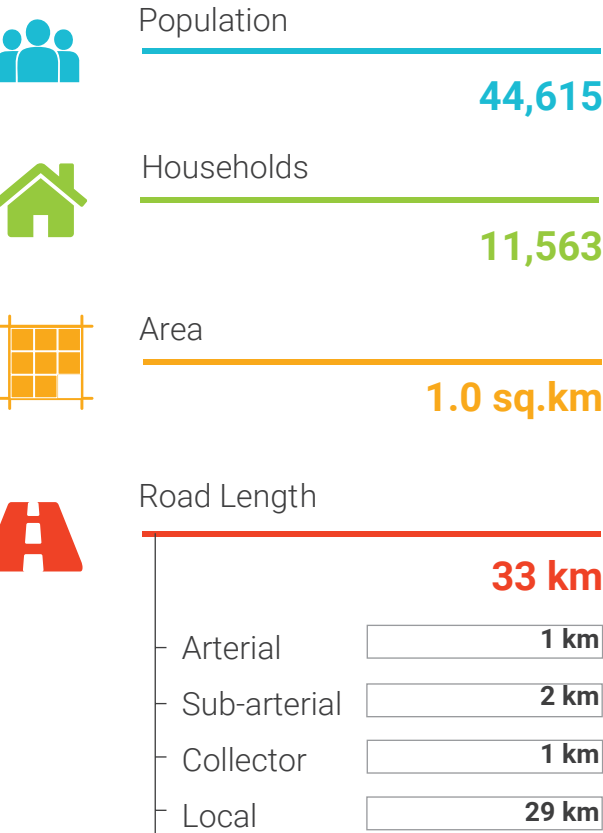 Population
44,615
Households
11,563
Area
1.0 sq.km
Road Length
33 km
Arterial 1 km
Sub-arterial 2 km
Collector 1 km
Local 29 km